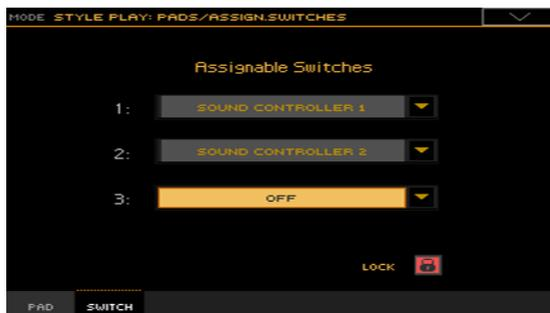 MODE STYLE PLAY: PADS/ASSIGN.SWITCHES
Assignable Switches
1: SOUND CONTROLLER 1
2: SOUND CONTROLLER 2
3: OFF
LOCK
PAD SWITCH